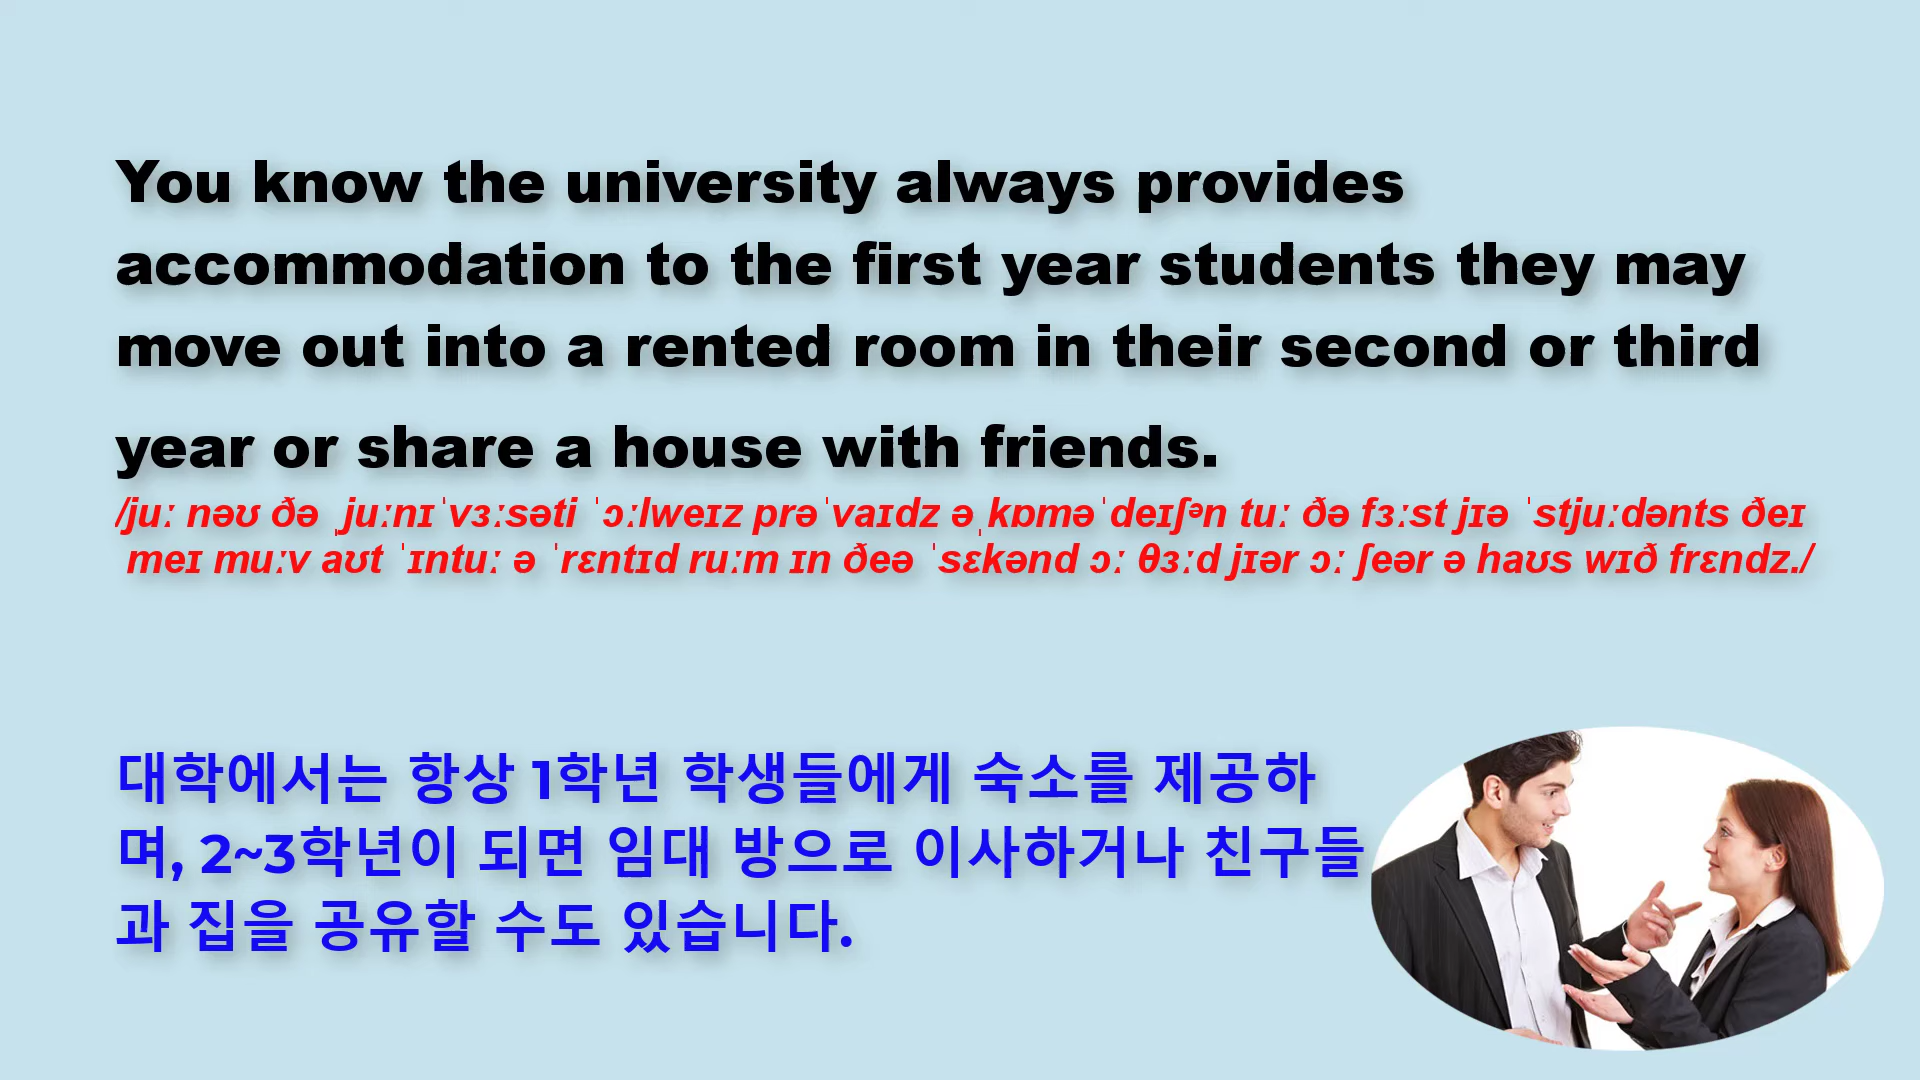 You know the university always provides
accommodation to the first year students they may
move out into a rented room in their second or third
year or share a house with friends.
/juː nəʊ ðə ˌjuːnɪˈvɜːsəti ˈɔːlweɪz prəˈvaɪdz əˌkɒməˈdeɪʃᵊn tuː ðə fɜːst jɪə ˈstjuːdənts ðeɪ
meɪ muːv aʊt ˈɪntuː ə ˈrɛntɪd ruːm ɪn ðeə ˈsɛkənd ɔː θɜːd jɪər ɔː ʃeər ə haʊs wɪð frɛndz./
대학에서는 항상 1학년 학생들에게 숙소를 제공하
며, 2~3학년이 되면 임대 방으로 이사하거나 친구들
과 집을 공유할 수도 있습니다.